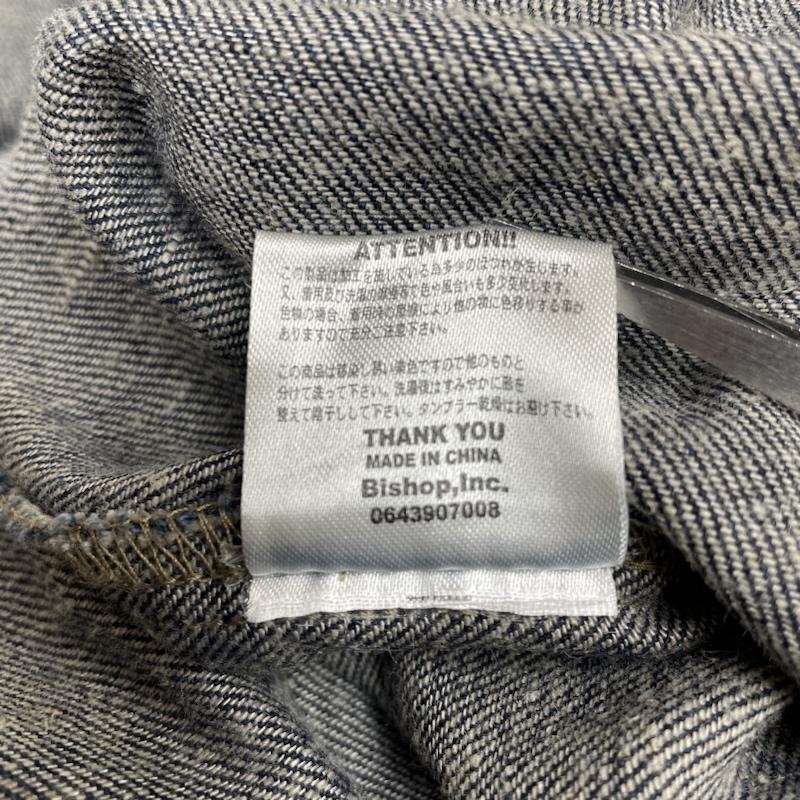 ATTENTION!!
この製品は加工を施している為多少のほつれが生じます。
又、着用及び洗濯の繰り返し等で色や風合いも多少変化します。
色物の場合、着用時の摩擦により他の物に色移りする事が
ありますので充分ご注意下さい。
この商品は移染し易い染色ですので他のものと
分けて洗って下さい。洗濯後はすみやかに形を
整えて陰干しして下さい。タンブラー乾燥はお避け下さい。
THANK YOU
MADE IN CHINA
Bishop,Inc.
0643907008